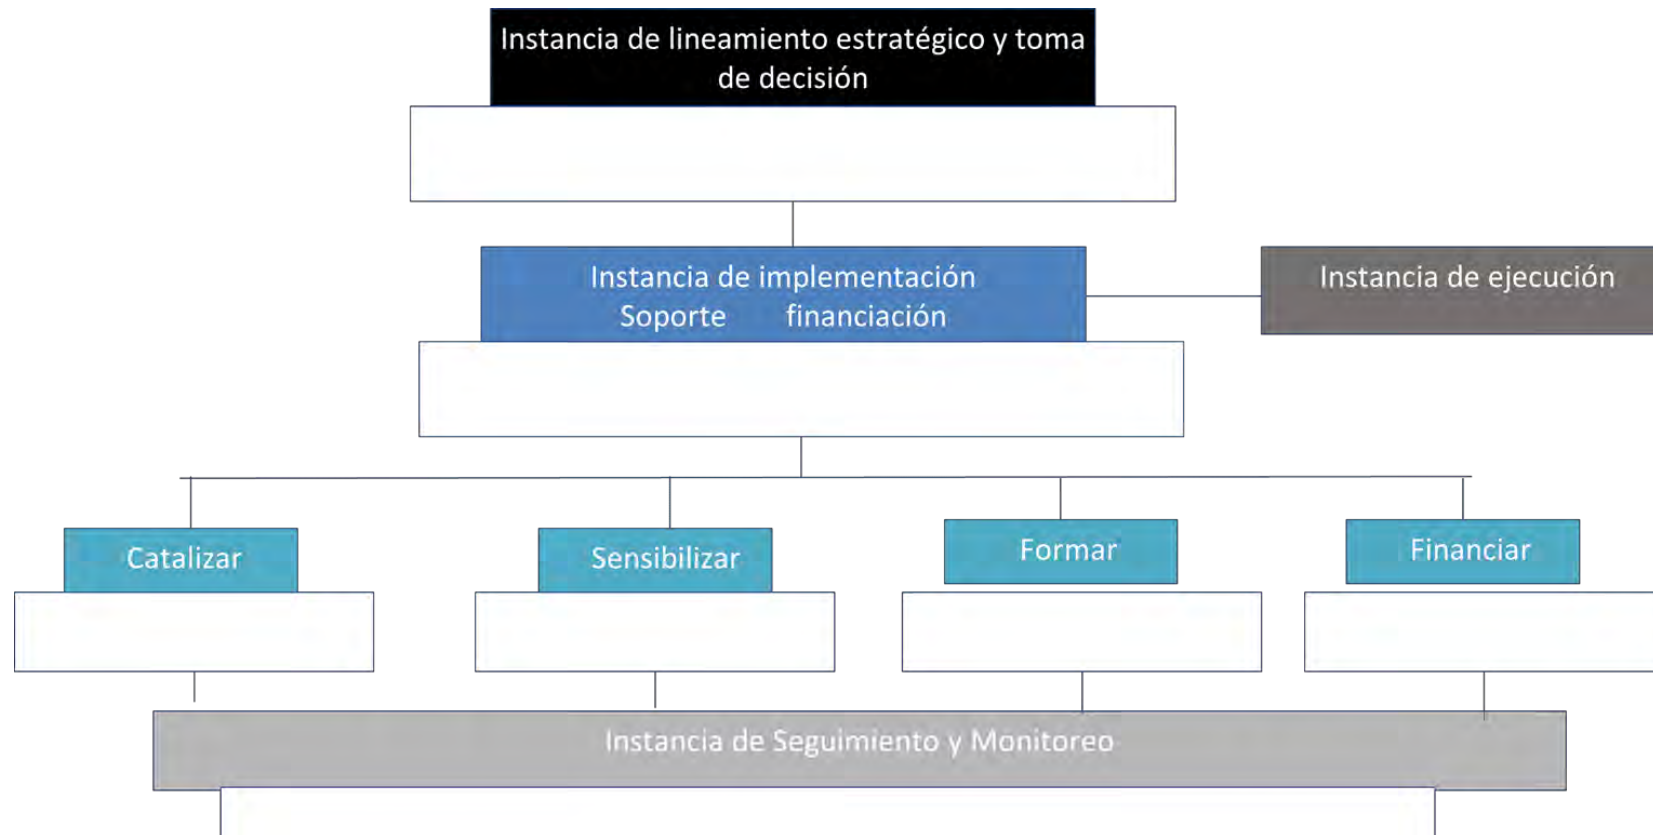 Instancia de lineamiento estratégico y toma
de decisión
Instancia de implementación
Soporte financiación
Instancia de ejecución
Catalizar
Sensibilizar
Formar
Financiar
Instancia de Seguimiento y Monitoreo